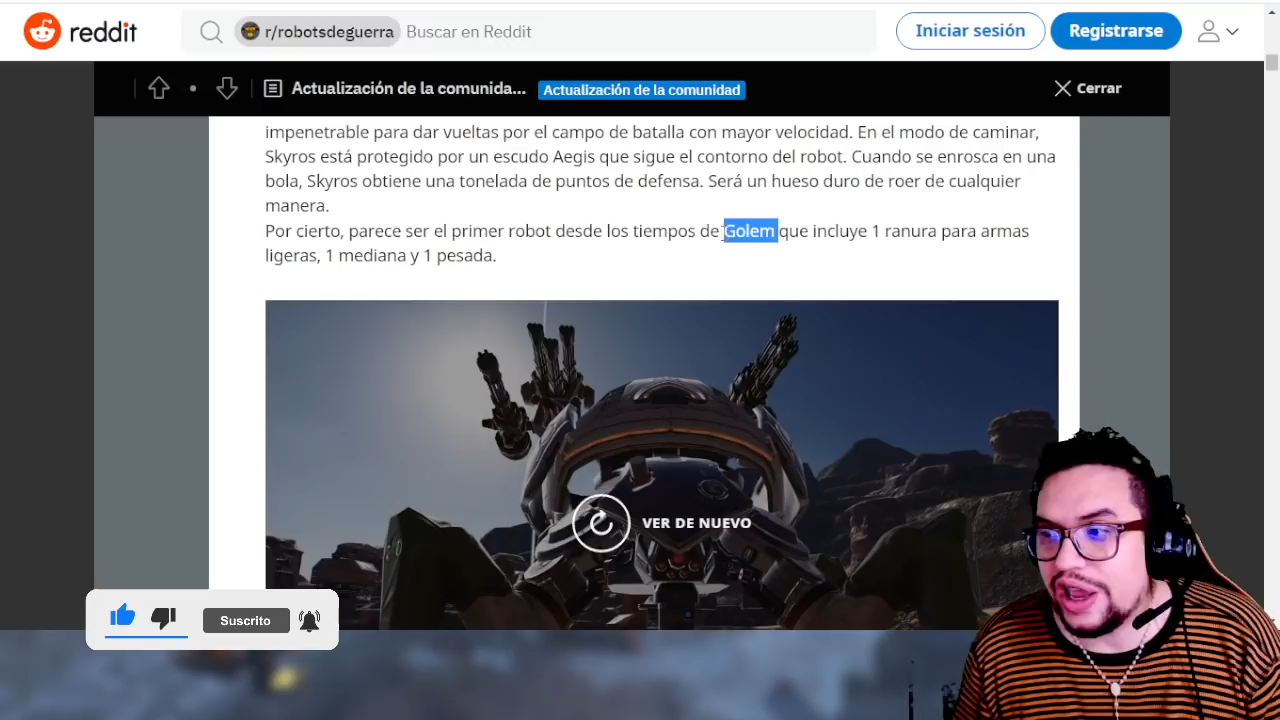 reddit
r/robotsdeguerra
Buscar en Reddit
Iniciar sesión
Registrarse
Actualización de la comunida...
Actualización de la comunidad
Cerrar
impenetrable para dar vueltas por el campo de batalla con mayor velocidad. En el modo de caminar,
Skyros está protegido por un escudo Aegis que sigue el contorno del robot. Cuando se enrosca en una
bola, Skyros obtiene una tonelada de puntos de defensa. Será un hueso duro de roer de cualquier
manera.
Por cierto, parece ser el primer robot desde los tiempos de Golem que incluye 1 ranura para armas
ligeras, 1 mediana y 1 pesada.
VER DE NUEVO
Suscrito